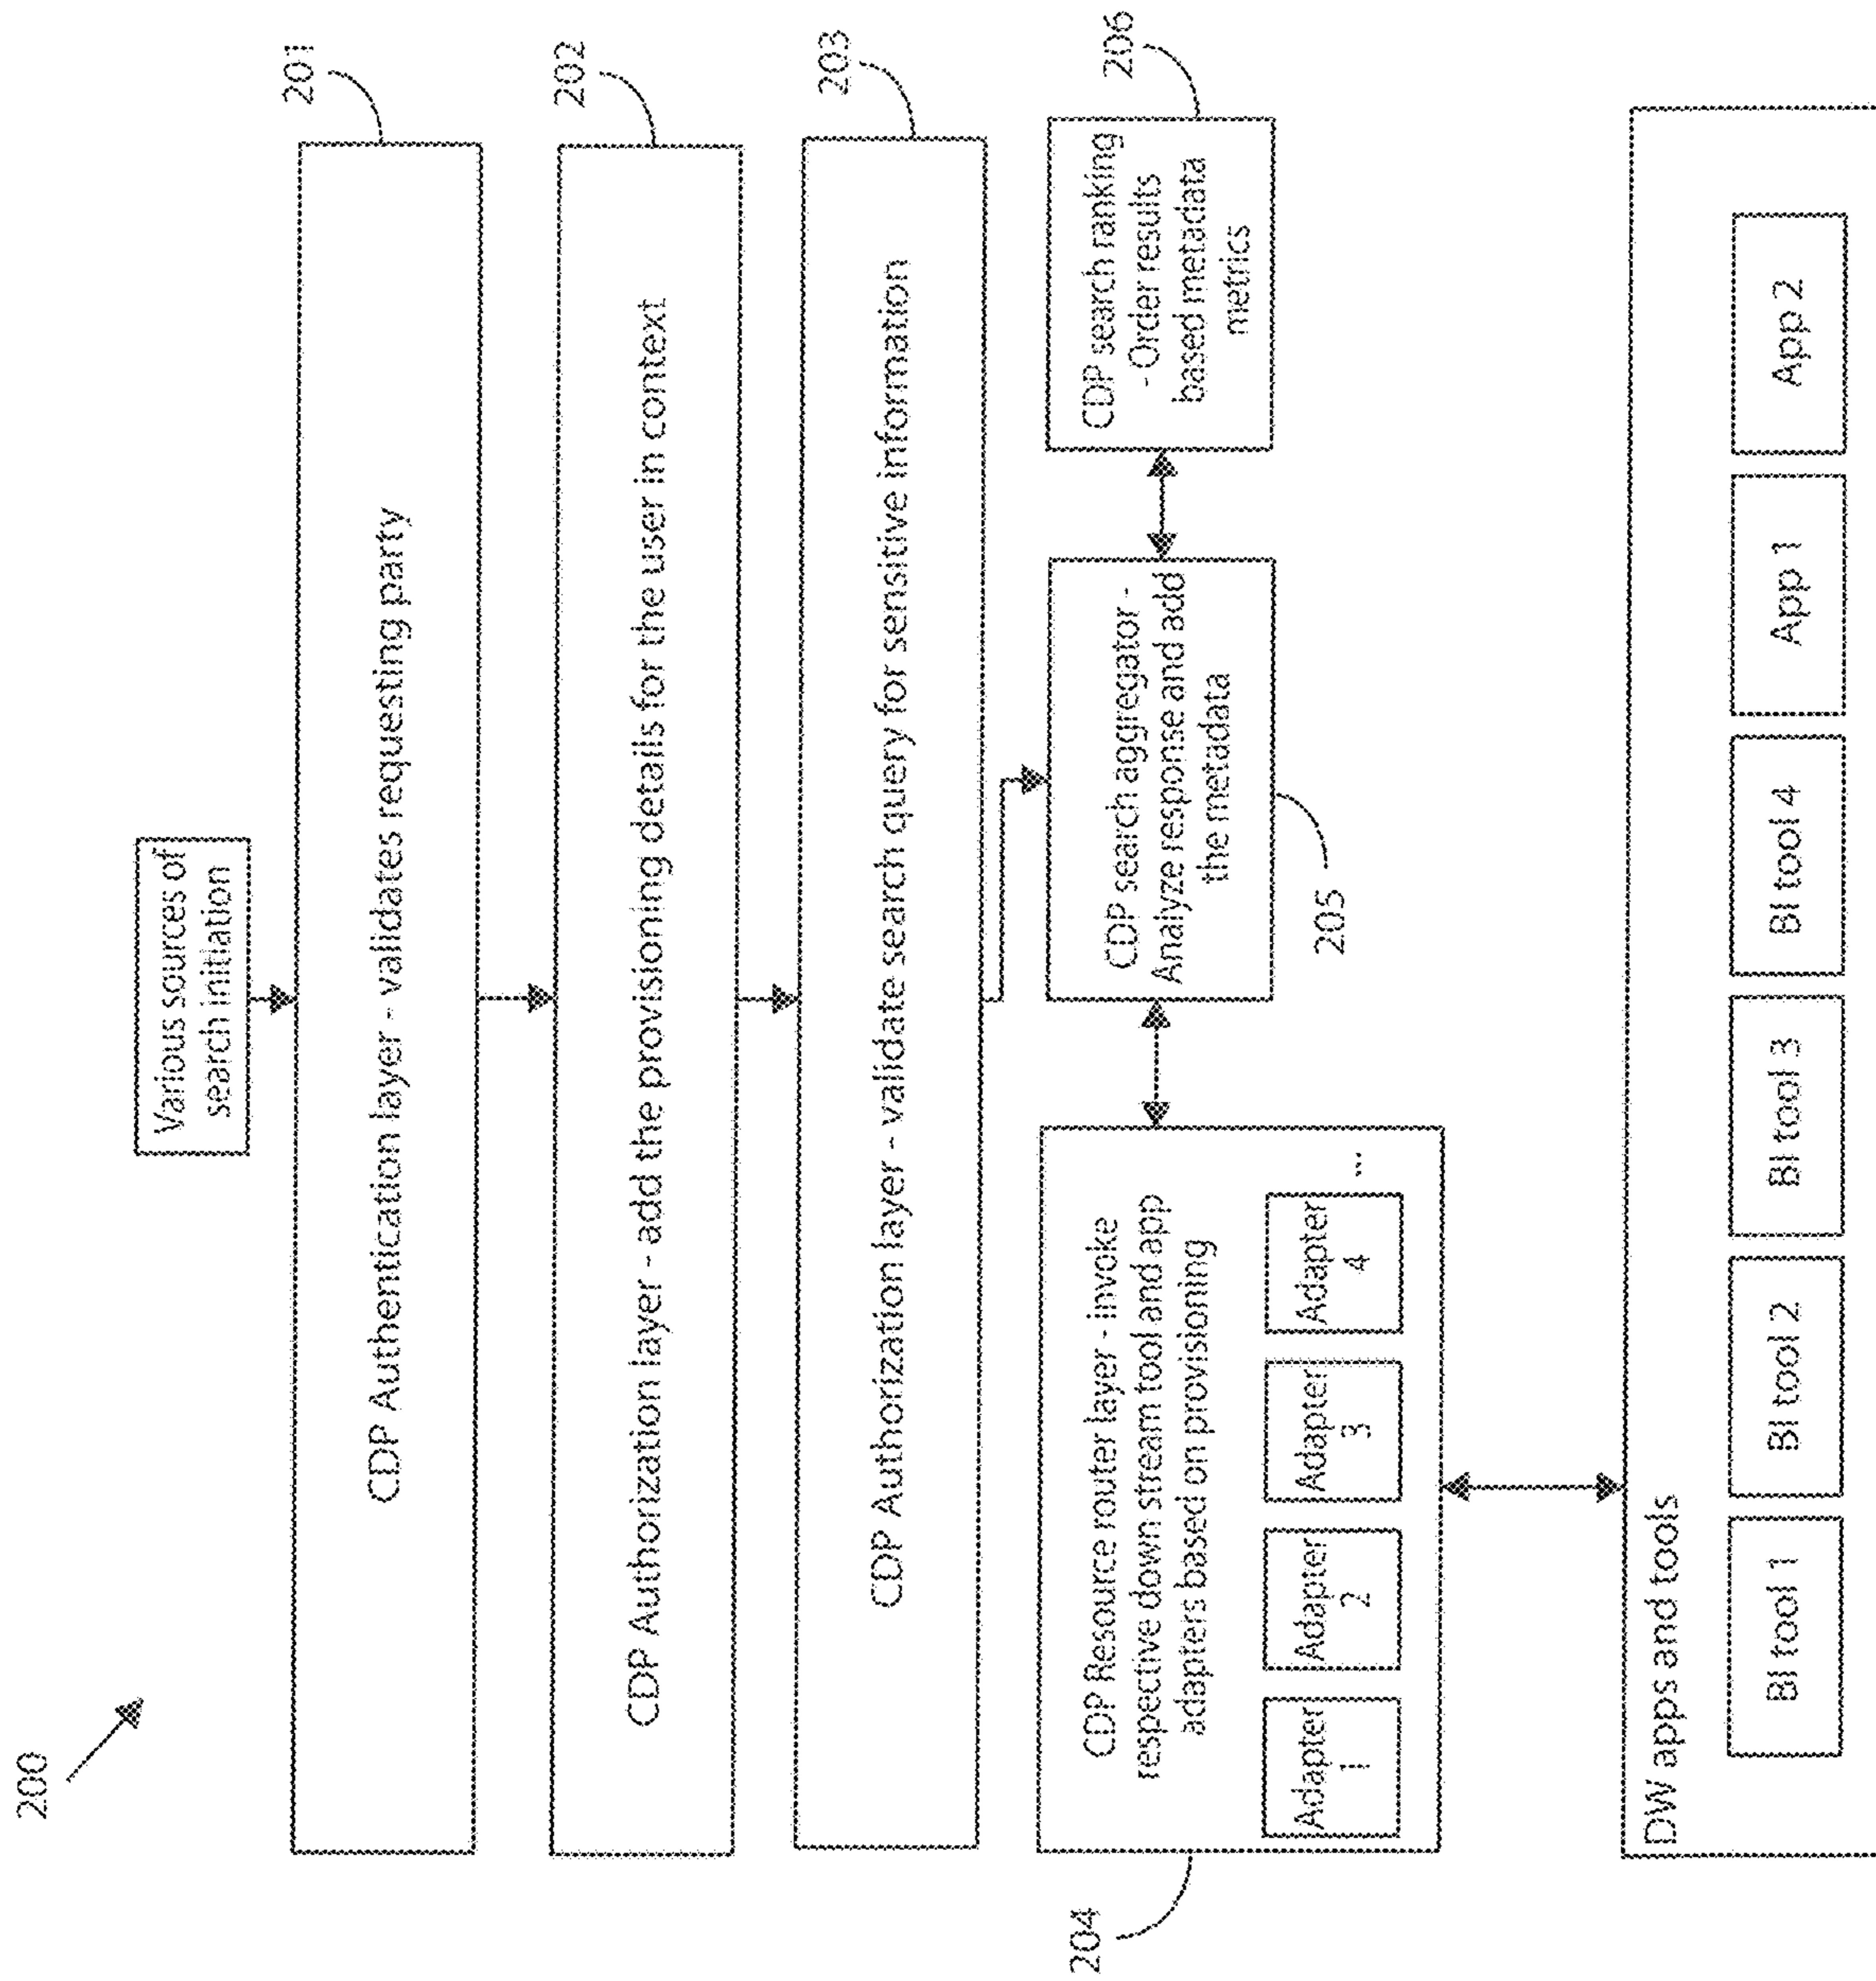 200
Various sources of
search initiation
201
CDP Authentication layer - validates requesting party
202
CDP Authorization layer - add the provisioning details for the user in context
203
CDP Authorization layer - validate search query for sensitive information
204
CDP Resource router layer - invoke
respective down stream tool and app
adapters based on provisioning
Adapter
1
Adapter
2
Adapter
3
Adapter
4
...
CDP search aggregator -
Analyze response and add
the metadata
205
CDP search ranking
- Order results
based metadata
metrics
206
DW apps and tools
BI tool 1
BI tool 2
BI tool 3
BI tool 4
App 1
App 2